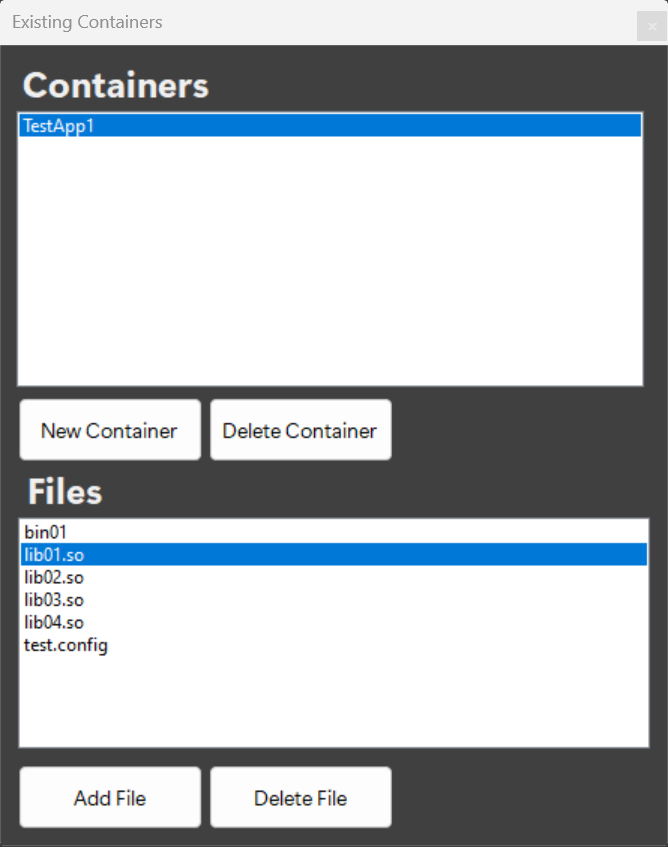 Existing Containers
Containers
TestApp1
New Container
Delete Container
Files
bin01
lib01.so
lib02.so
lib03.so
lib04.so
test.config
Add File
Delete File